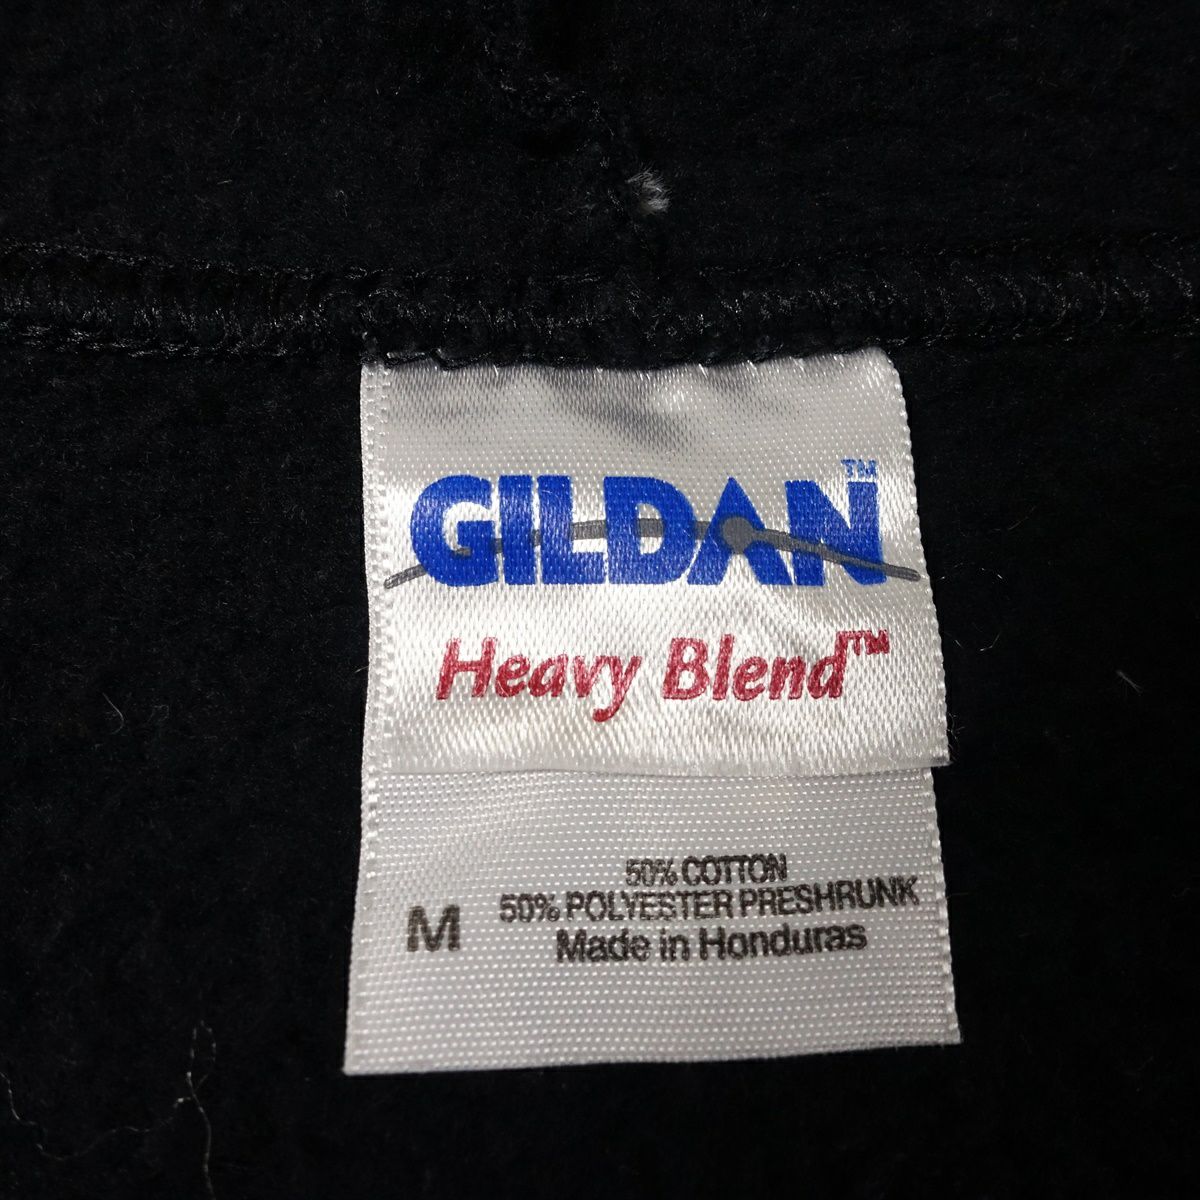 GILDAN™
Heavy Blend™
50% COTTON
M 50% POLYESTER PRESHRUNK
Made in Honduras